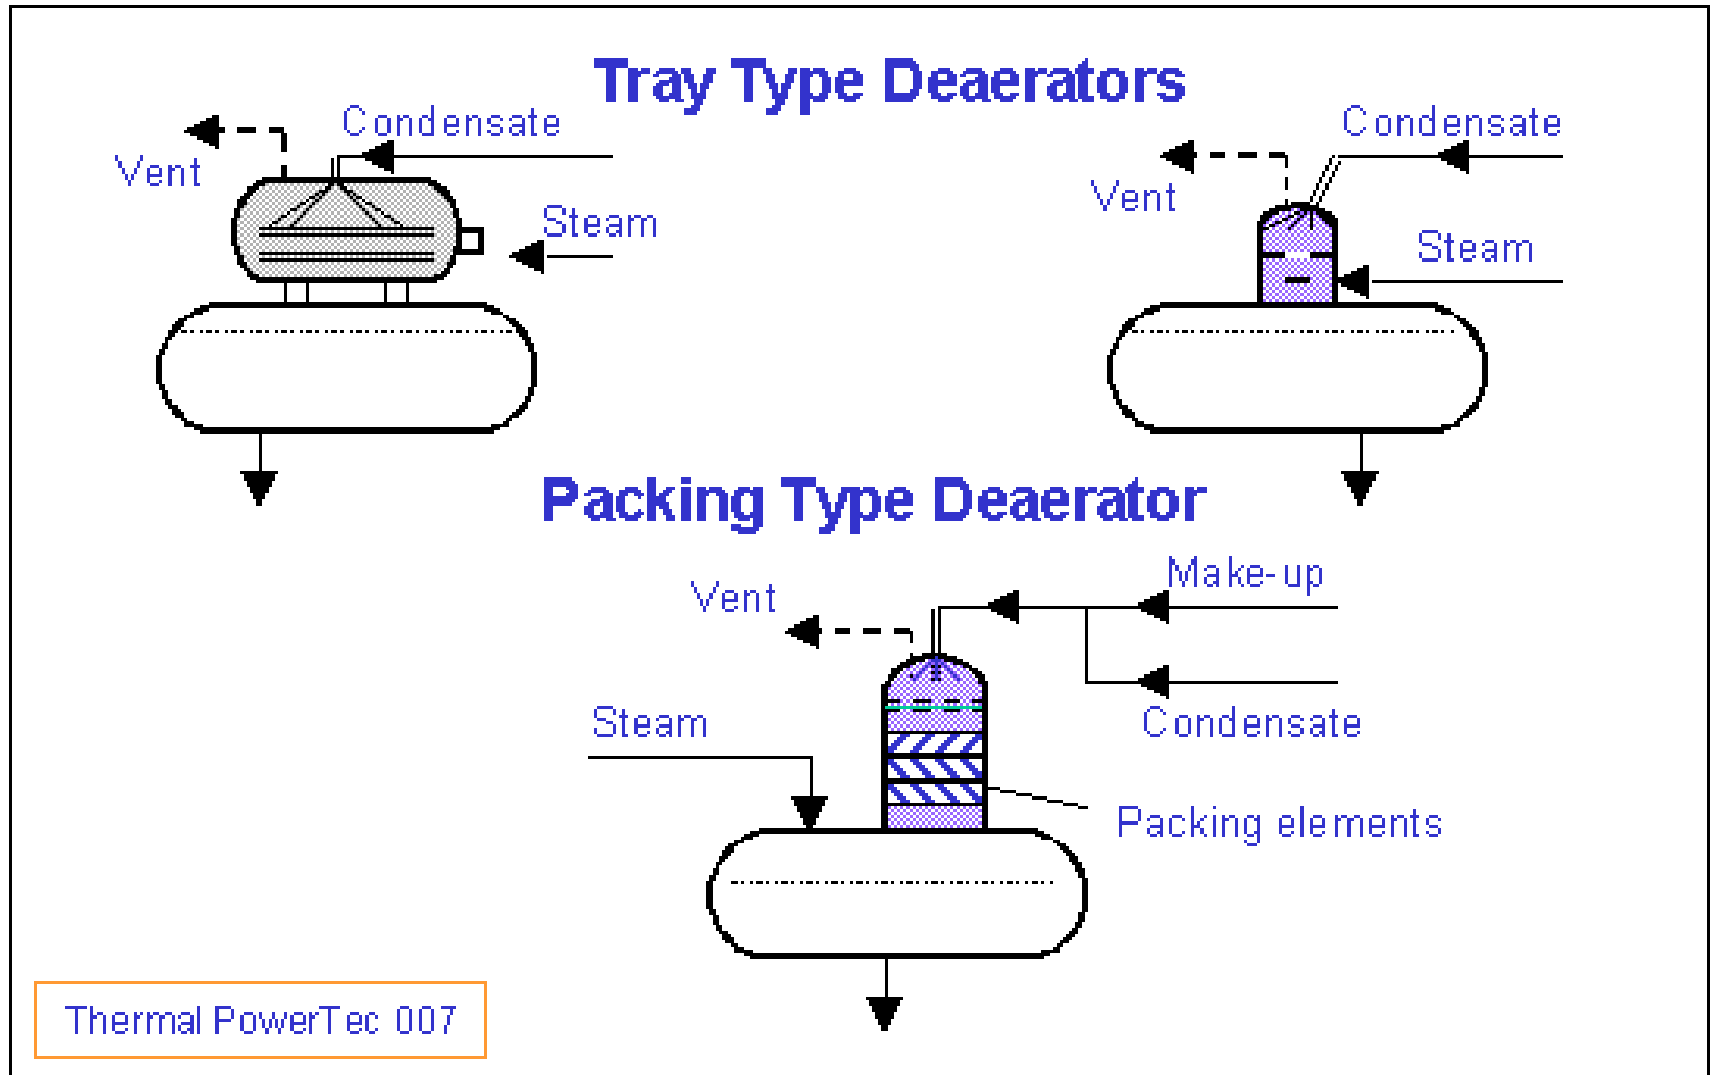 Tray Type Deaerators
Condensate
Vent
Steam
Condensate
Vent
Steam
Packing Type Deaerator
Make-up
Vent
Steam
Condensate
Packing elements
Thermal PowerTec 007